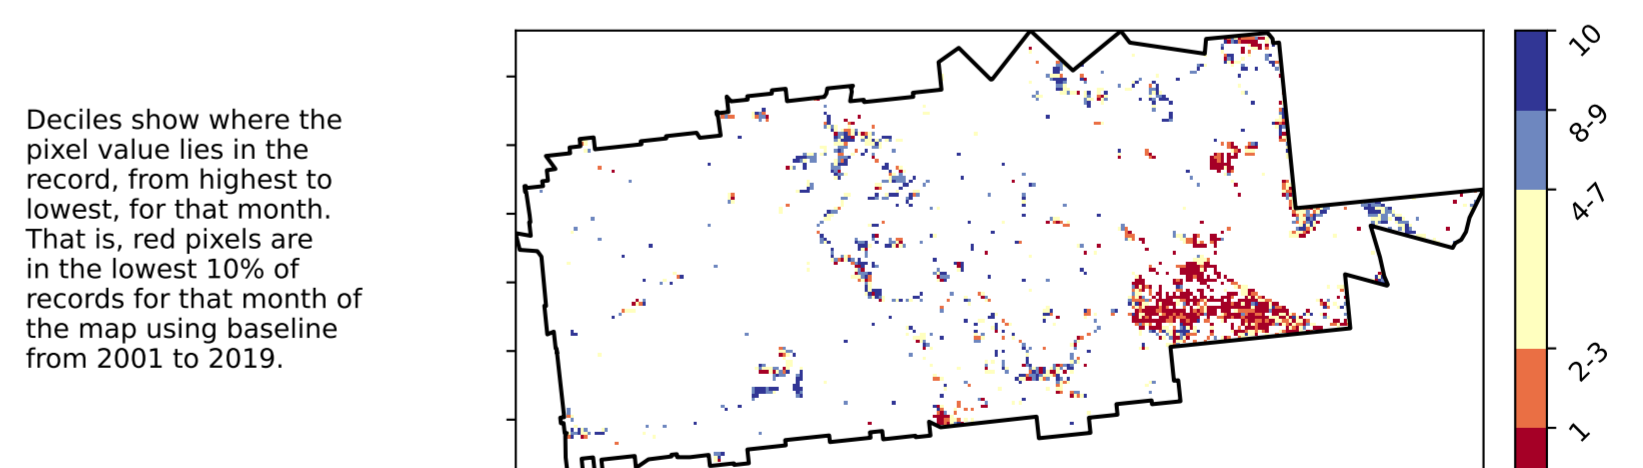 Deciles show where the
pixel value lies in the
record, from highest to
lowest, for that month.
That is, red pixels are
in the lowest 10% of
records for that month of
the map using baseline
from 2001 to 2019.
10
8-9
4-7
2-3
1